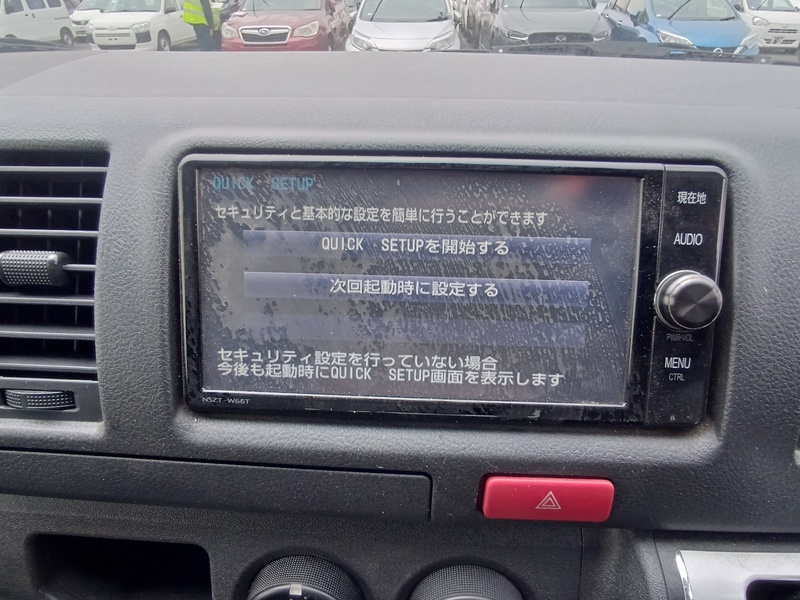 QUICK SETUP
セキュリティと基本的な設定を簡単に行うことができます
QUICK SETUPを開始する
次回起動時に設定する
セキュリティ設定を行っていない場合
今後も起動時にQUICK SETUP画面を表示します
NSZT-W66T
現在地
AUDIO
PWR·VOL
MENU
CTRL